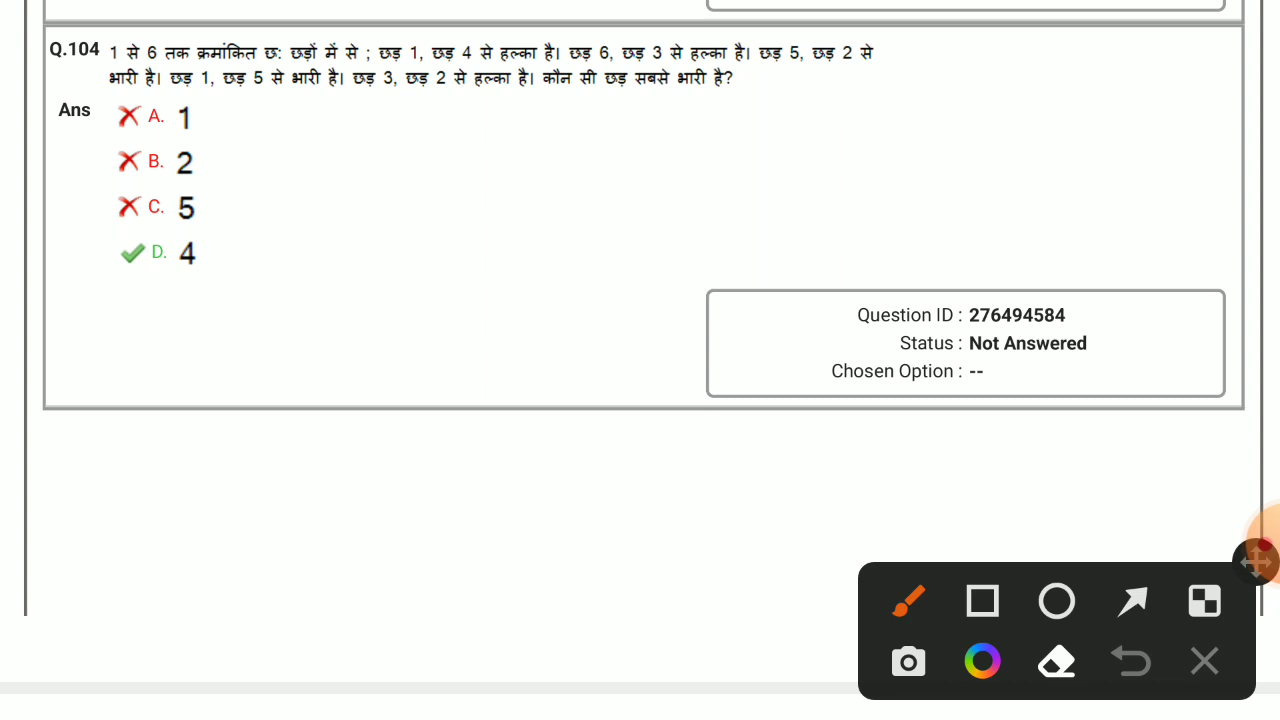 Q.104 1 से 6 तक क्रमांकित छ: छड़ों में से ; छड़ 1, छड़ 4 से हल्का है। छड़ 6, छड़ 3 से हल्का है। छड़ 5, छड़ 2 से
भारी है। छड़ 1, छड़ 5 से भारी है। छड़ 3, छड़ 2 से हल्का है। कौन सी छड़ सबसे भारी है?
Ans A. 1
B. 2
C. 5
D. 4
Question ID : 276494584
Status : Not Answered
Chosen Option : --